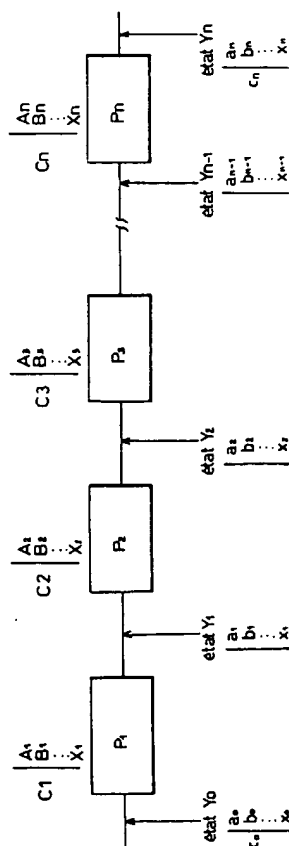 A1
B1
C1 ···X1
A2
B2
C2 ···X2
A3
B3
C3 ···X3
An
Bn
Cn ···Xn
P1
P2
P3
Pn
état Y0
a0
b0
···x0
c0
état Y1
a1
b1
···x1
état Y2
a2
b2
···x2
état Yn-1
an-1
bn-1
···xn-1
état Yn
an
bn
···xn
cn